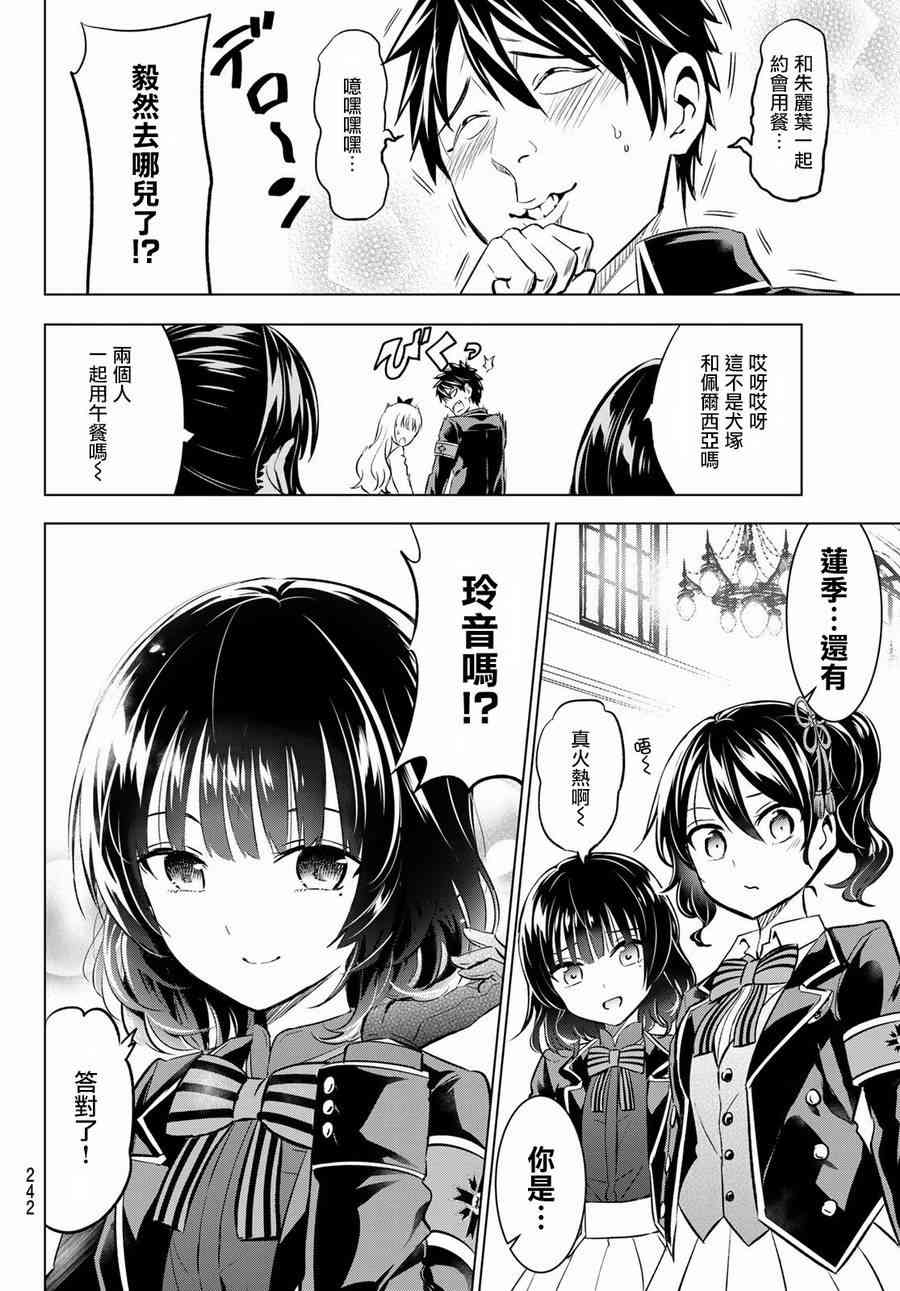 和朱麗葉一起
約會用餐…
噫嘿嘿嘿…
デローン
毅然去哪兒了!?
哎呀哎呀
這不是犬塚
和佩爾西亞嗎
びくっ
兩個人
一起用午餐嗎～
蓮季…還有
唔～
真火熱啊
你是…
玲音嗎!?
答對了！
242